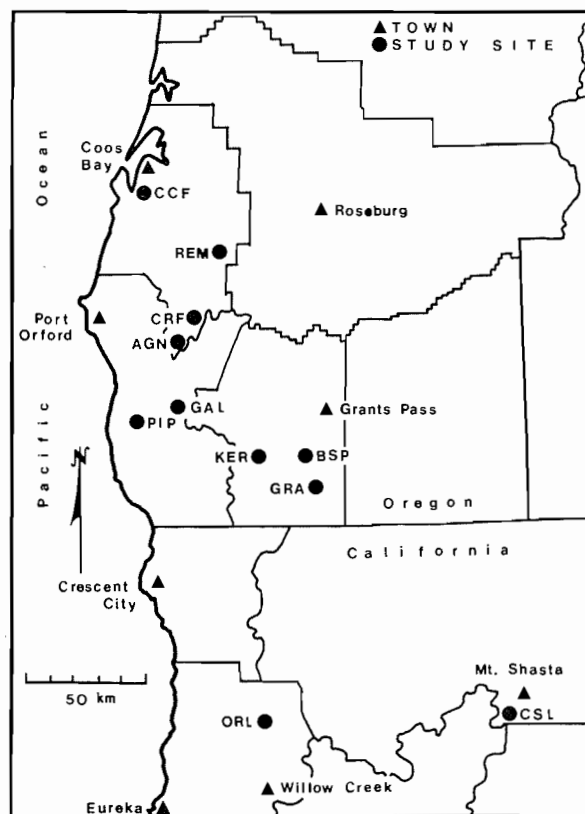 TOWN
STUDY SITE
Coos
Bay
CCF
Ocean
Roseburg
REM
Port
Orford
CRF
AGN
GAL
PIP
Grants Pass
KER
BSP
GRA
Pacific
N
Oregon
California
Crescent
City
50 km
Mt. Shasta
CSL
ORL
Willow Creek
Eureka